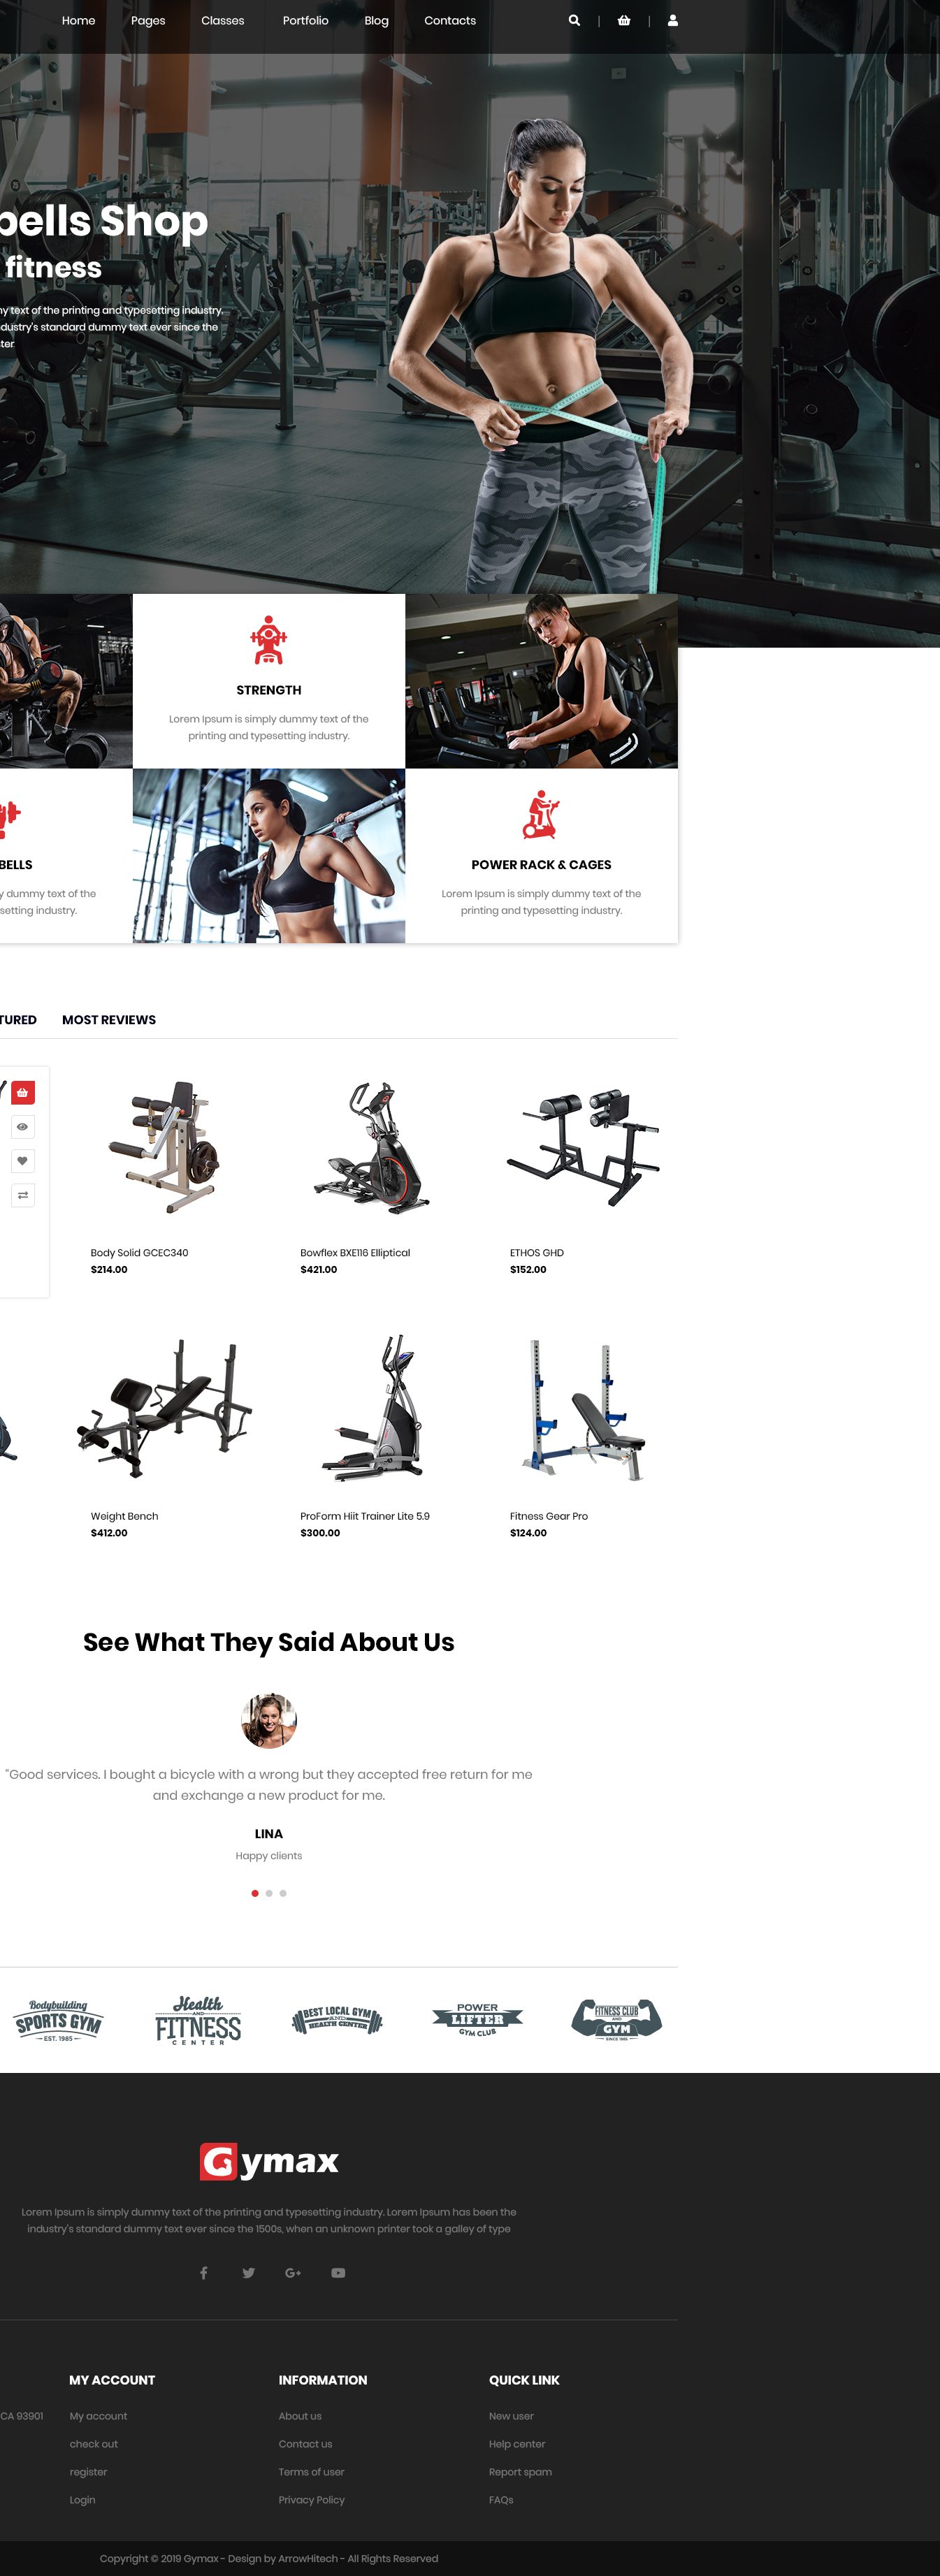 Home Pages Classes Portfolio Blog Contacts
bells Shop
fitness
my text of the printing and typesetting industry.
industry's standard dummy text ever since the
STRENGTH
Lorem Ipsum is simply dummy text of the
printing and typesetting industry.
BELLS
y dummy text of the
setting industry.
POWER RACK & CAGES
Lorem Ipsum is simply dummy text of the
printing and typesetting industry.
TURED MOST REVIEWS
Body Solid GCEC340
$214.00
Bowflex BXE116 Elliptical
$421.00
ETHOS GHD
$152.00
Weight Bench
$412.00
ProForm Hiit Trainer Lite 5.9
$300.00
Fitness Gear Pro
$124.00
See What They Said About Us
"Good services. I bought a bicycle with a wrong but they accepted free return for me
and exchange a new product for me.
LINA
Happy clients
Bodybuilding
SPORTS GYM
EST. 1985
Health
AND
FITNESS
CENTER
BEST LOCAL GYM
AND
HEALTH CENTER
POWER
LIFTER
GYM CLUB
FITNESS CLUB
AND
GYM
SINCE 1985
Gymax
Lorem Ipsum is simply dummy text of the printing and typesetting industry. Lorem Ipsum has been the
industry's standard dummy text ever since the 1500s, when an unknown printer took a galley of type
MY ACCOUNT
INFORMATION
QUICK LINK
CA 93901
My account
About us
New user
check out
Contact us
Help center
register
Terms of user
Report spam
Login
Privacy Policy
FAQs
Copyright © 2019 Gymax - Design by ArrowHitech - All Rights Reserved